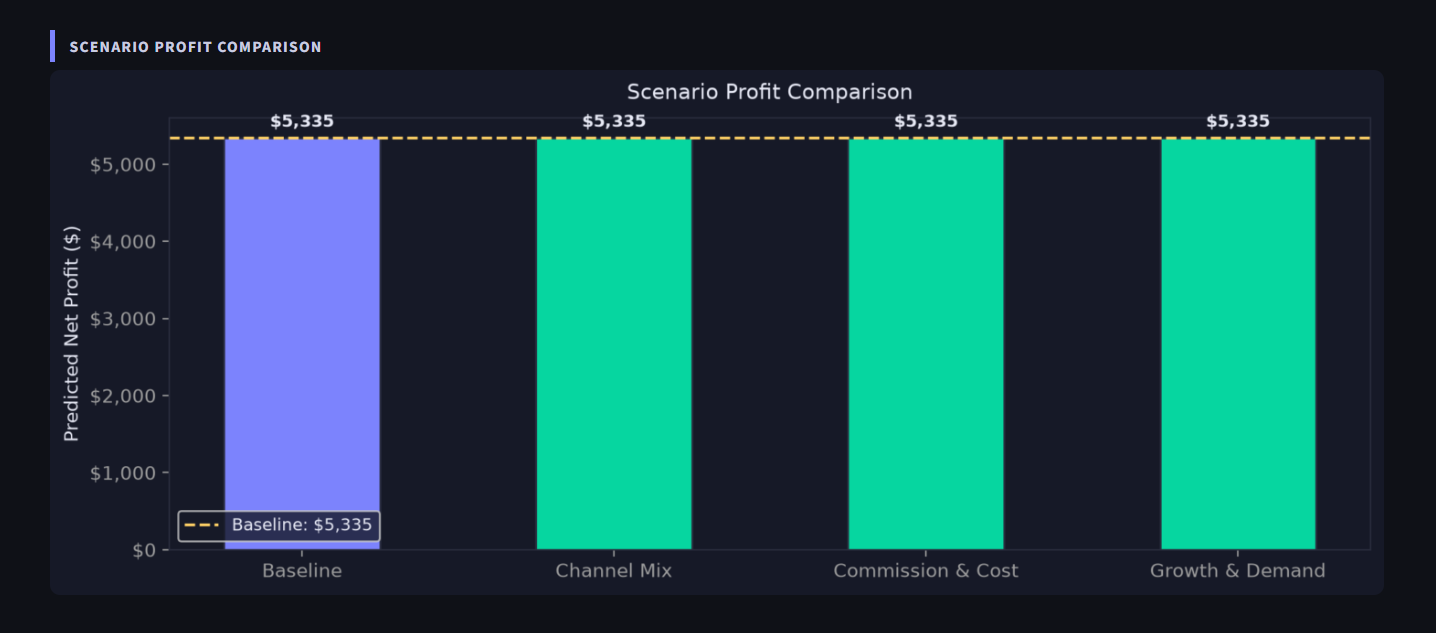 SCENARIO PROFIT COMPARISON
Scenario Profit Comparison
$5,335 $5,335 $5,335 $5,335
Predicted Net Profit ($)
$5,000
$4,000
$3,000
$2,000
$1,000
$0
Baseline: $5,335
Baseline Channel Mix Commission & Cost Growth & Demand